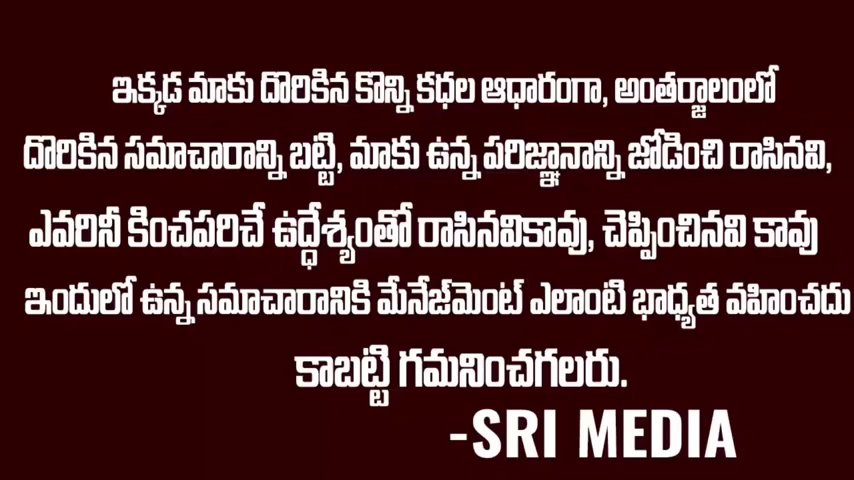 ఇక్కడ మాకు దొరికిన కొన్ని కధల ఆధారంగా, అంతర్జాలంలో
దొరికిన సమాచారాన్ని బట్టి, మాకు ఉన్న పరిజ్ఞానాన్ని జోడించి రాసినవి,
ఎవరినీ కించపరిచే ఉద్ధేశ్యంతో రాసినవికావు, చెప్పించినవి కావు
ఇందులో ఉన్న సమాచారానికి మేనేజ్‌మెంట్ ఎలాంటి భాధ్యత వహించదు
కాబట్టి గమనించగలరు.
-SRI MEDIA